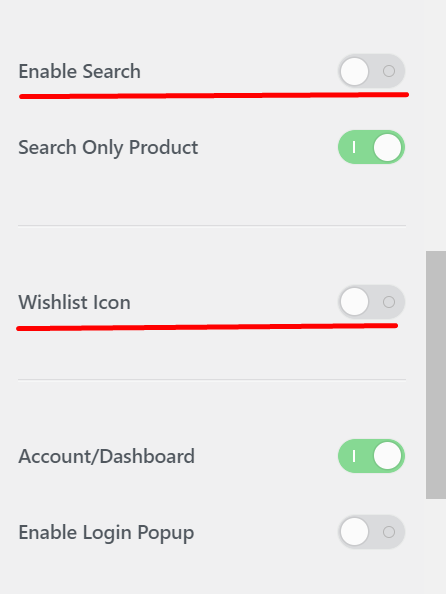 Enable Search
Search Only Product
Wishlist Icon
Account/Dashboard
Enable Login Popup